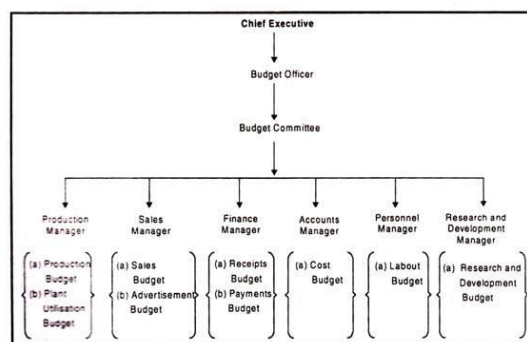 Chief Executive
Budget Officer
Budget Committee
Production
Manager
Sales
Manager
Finance
Manager
Accounts Manager
Personnel Manager
Research and
Development
Manager
(a) Production
Budget
(b) Plant
Utilisation
Budget
(a) Sales
Budget
(b) Advertisement
Budget
(a) Receipts
Budget
(b) Payments
Budget
(a) Cost
Budget
(a) Labout
Budget
(a) Research and
Development
Budget